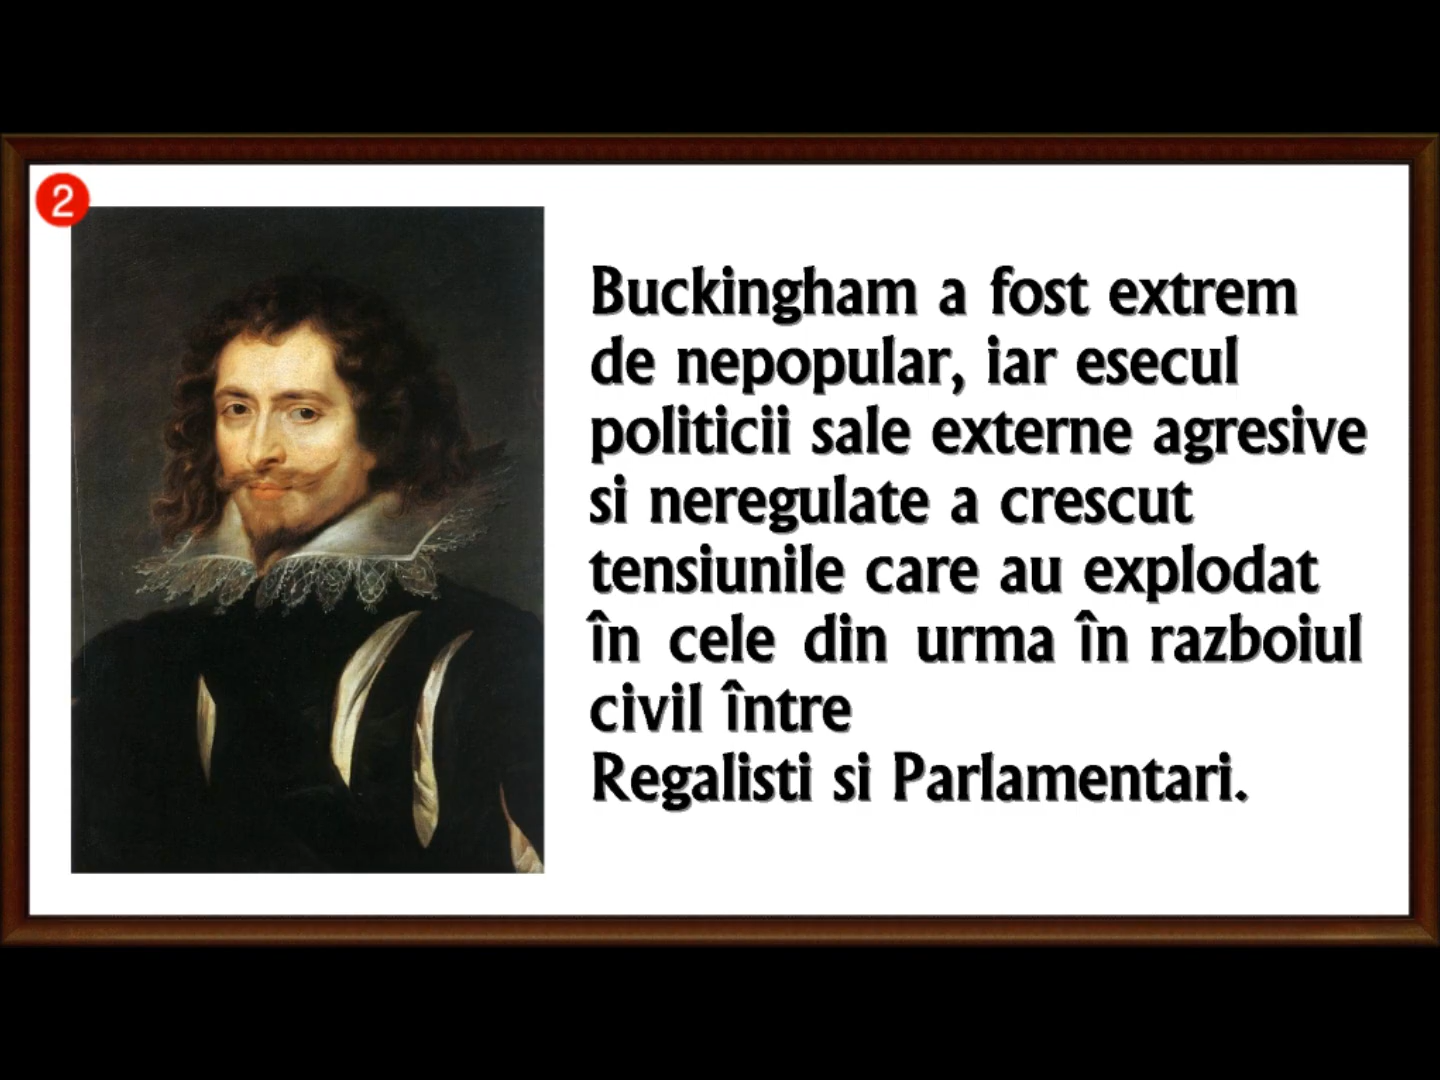 2
Buckingham a fost extrem
de nepopular, iar esecul
politicii sale externe agresive
si neregulate a crescut
tensiunile care au explodat
în cele din urma în razboiul
civil între
Regalisti si Parlamentari.